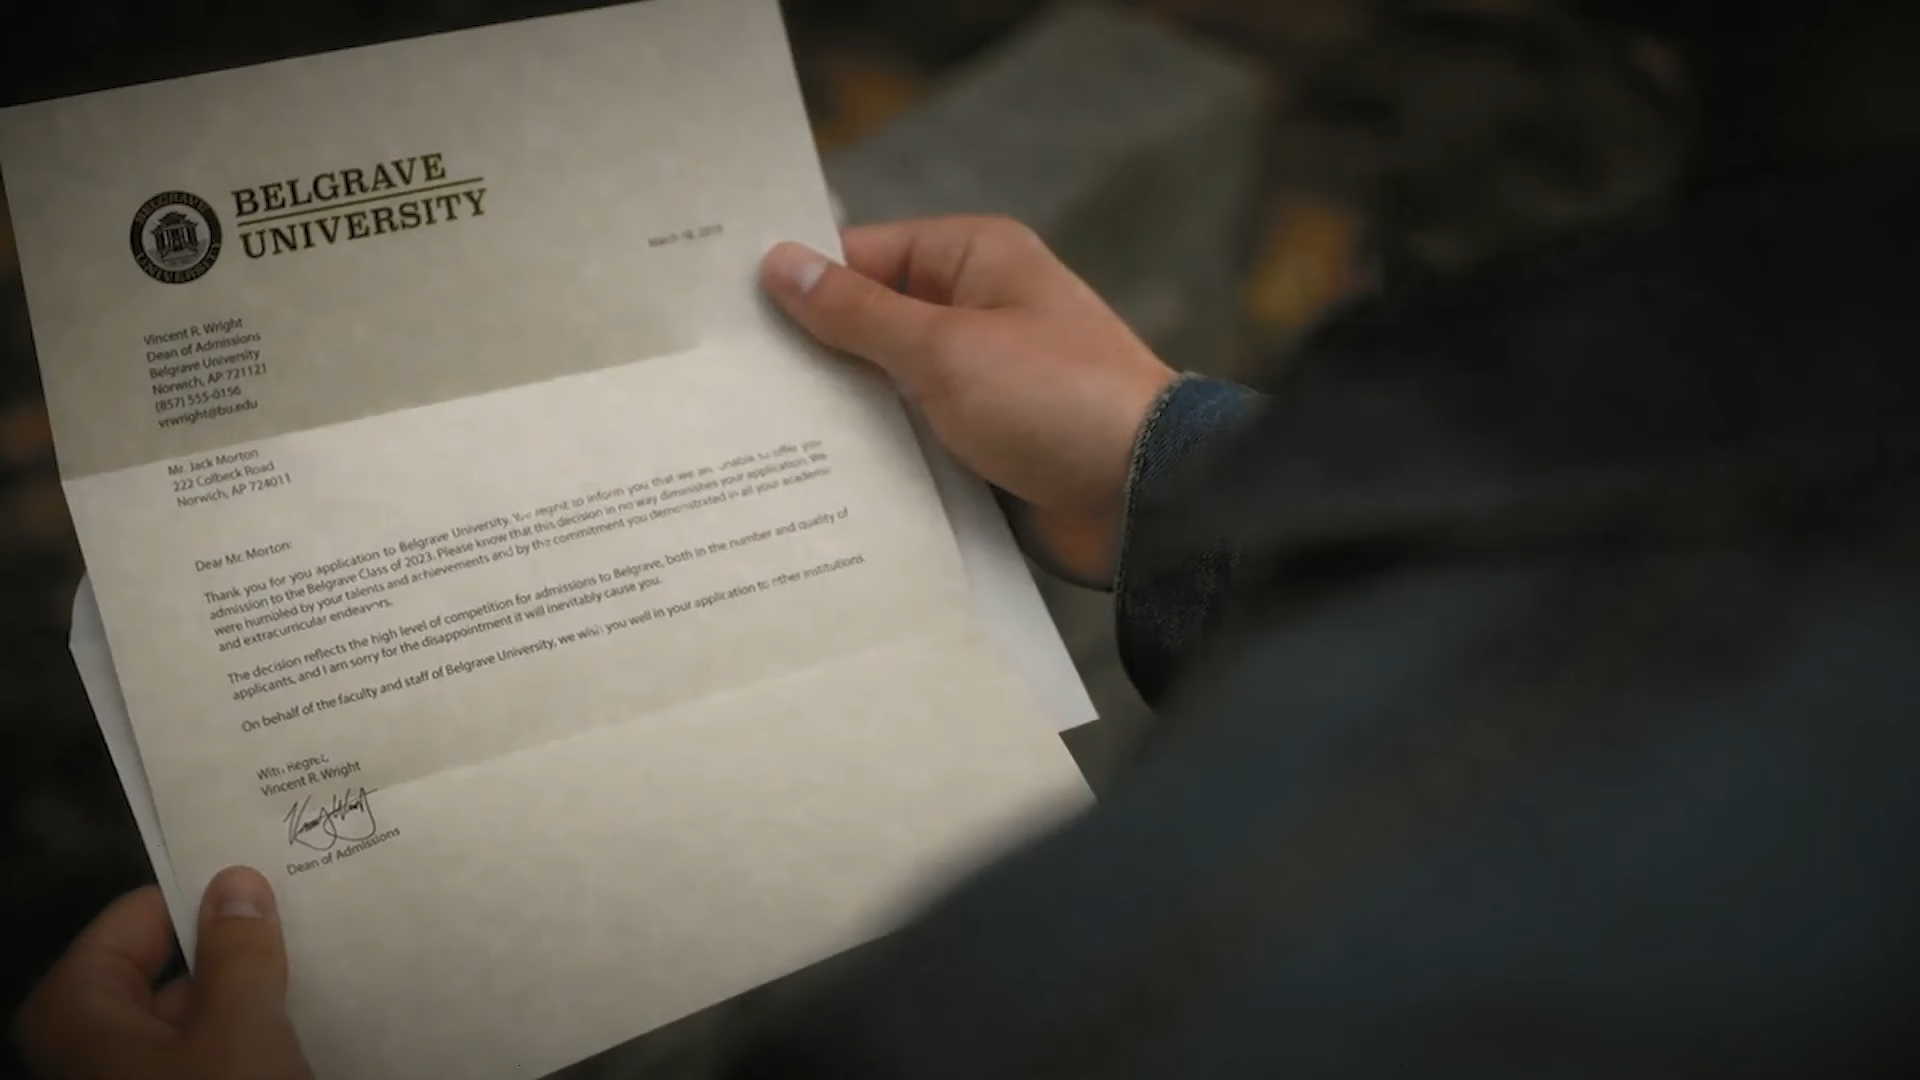 BELGRAVE
UNIVERSITY
March 18, 2019
Vincent R. Wright
Dean of Admissions
Belgrave University
Norwich, AP 721121
(857) 555-0156
vrwright@bu.edu
Mr. Jack Morton
222 Colbeck Road
Norwich, AP 724011
Dear Mr. Morton:
Thank you for you application to Belgrave University. We regret to inform you that we are unable to offer you
admission to the Belgrave Class of 2023. Please know that this decision in no way diminishes your application. We
were humbled by your talents and achievements and by the commitment you demonstrated in all your academic
and extracurricular endeavors.
The decision reflects the high level of competition for admissions to Belgrave, both in the number and quality of
applicants, and I am sorry for the disappointment it will inevitably cause you.
On behalf of the faculty and staff of Belgrave University, we wish you well in your application to other institutions.
With Regret,
Vincent R. Wright
Dean of Admissions